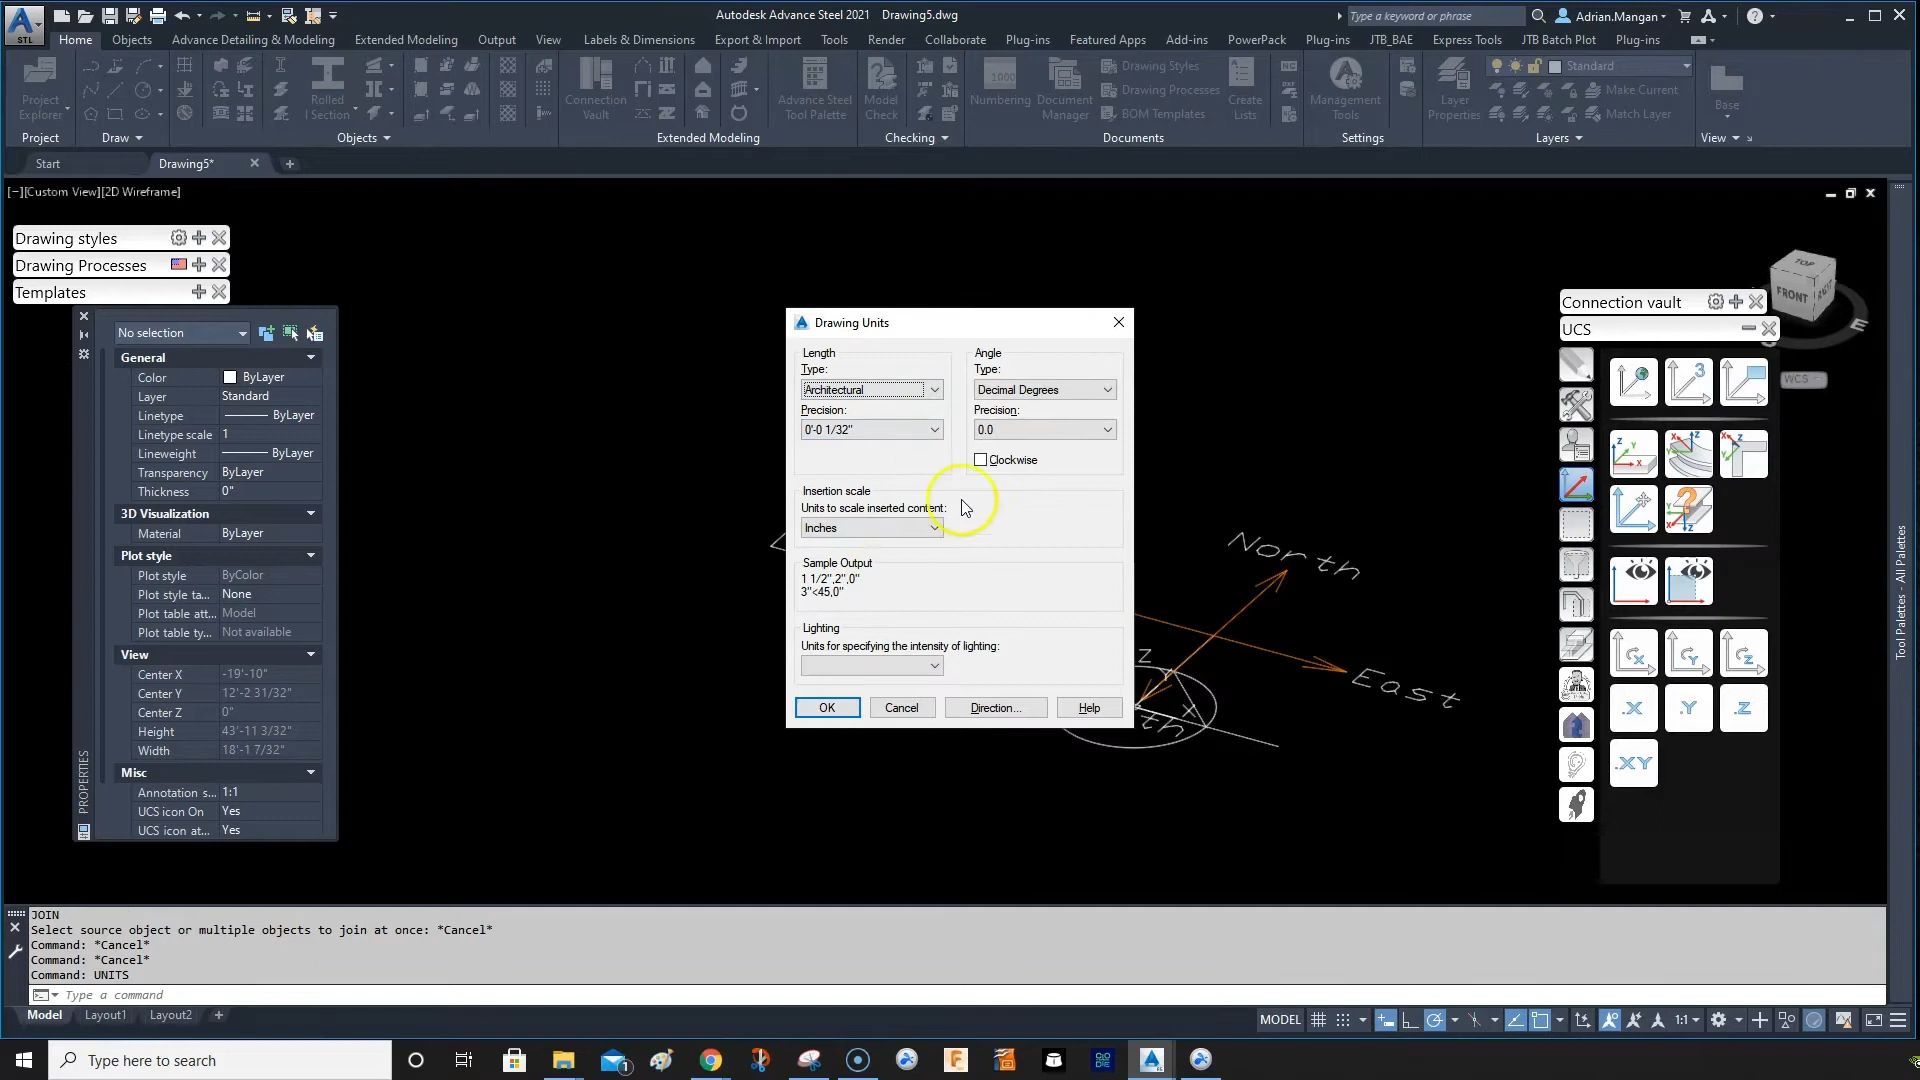 STL
Autodesk Advance Steel 2021 Drawing5.dwg
Type a keyword or phrase
Adrian.Mangan
Home Objects Advance Detailing & Modeling Extended Modeling Output View Labels & Dimensions Export & Import Tools Render Collaborate Plug-ins Featured Apps Add-ins PowerPack Plug-ins JTB_BAE Express Tools JTB Batch Plot Plug-ins
Project
Explorer
Rolled
I Section
Connection
Vault
Advance Steel
Tool Palette
Model
Check
1000
Numbering
Document
Manager
Drawing Styles
Drawing Processes
BOM Templates
Create
Lists
Management
Tools
Layer
Properties
Standard
Make Current
Match Layer
Base
Project Draw Objects Extended Modeling Checking Documents Settings Layers View
Start Drawing5*
[−][Custom View][2D Wireframe]
Drawing styles
Drawing Processes
Templates
No selection
General
Color ByLayer
Layer Standard
Linetype ByLayer
Linetype scale 1
Lineweight ByLayer
Transparency ByLayer
Thickness 0"
3D Visualization
Material ByLayer
Plot style
Plot style ByColor
Plot style ta... None
Plot table att... Model
Plot table ty... Not available
View
Center X -19'-10"
Center Y 12'-2 31/32"
Center Z 0"
Height 43'-11 3/32"
Width 18'-1 7/32"
Misc
Annotation s... 1:1
UCS icon On Yes
UCS icon at... Yes
PROPERTIES
Drawing Units
Length
Type:
Architectural
Precision:
0'-0 1/32"
Angle
Type:
Decimal Degrees
Precision:
0.0
Clockwise
Insertion scale
Units to scale inserted content:
Inches
Sample Output
1 1/2",2",0"
3"<45,0"
Lighting
Units for specifying the intensity of lighting:
OK Cancel Direction... Help
North
East
Z
Y
X
th
TOP
FRONT
E
WCS
Connection vault
UCS
3
.X .Y .Z
.XY
Tool Palettes - All Palettes
JOIN
Select source object or multiple objects to join at once: *Cancel*
Command: *Cancel*
Command: *Cancel*
Command: UNITS
Type a command
Model Layout1 Layout2
MODEL
1:1
Type here to search